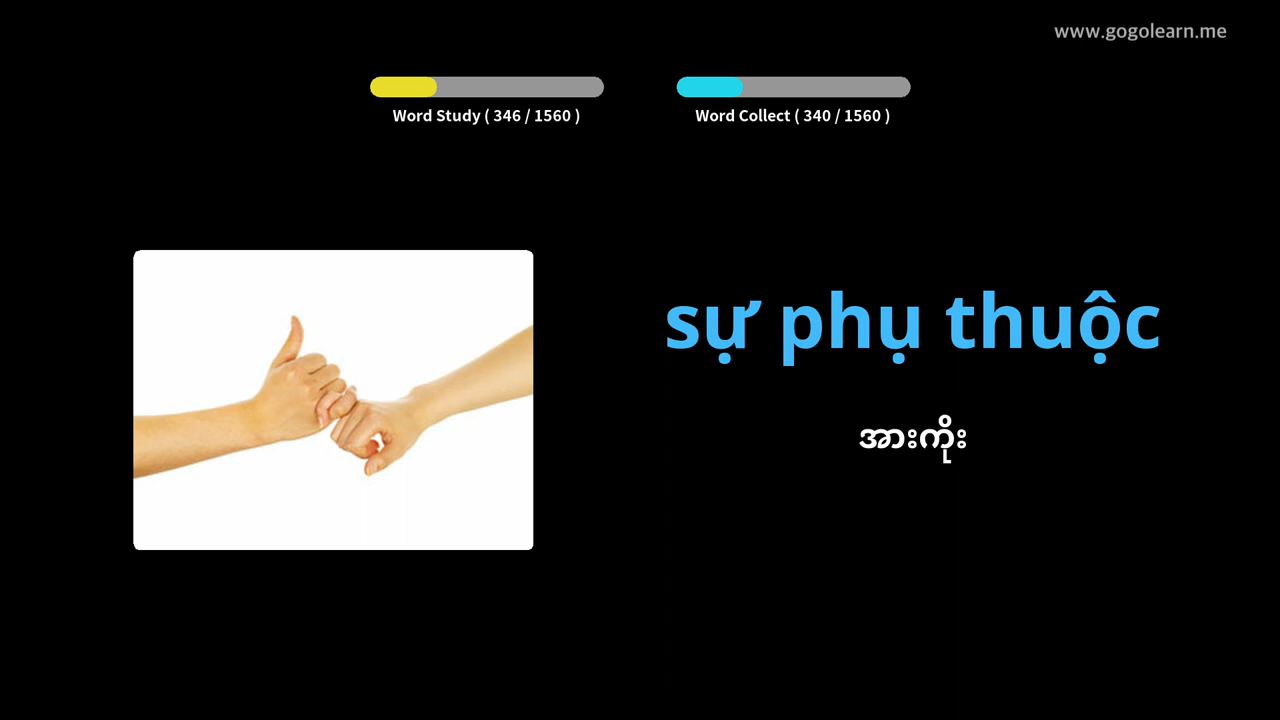 www.gogolearn.me
Word Study ( 346 / 1560 )
Word Collect ( 340 / 1560 )
sự phụ thuộc
အားကိုး